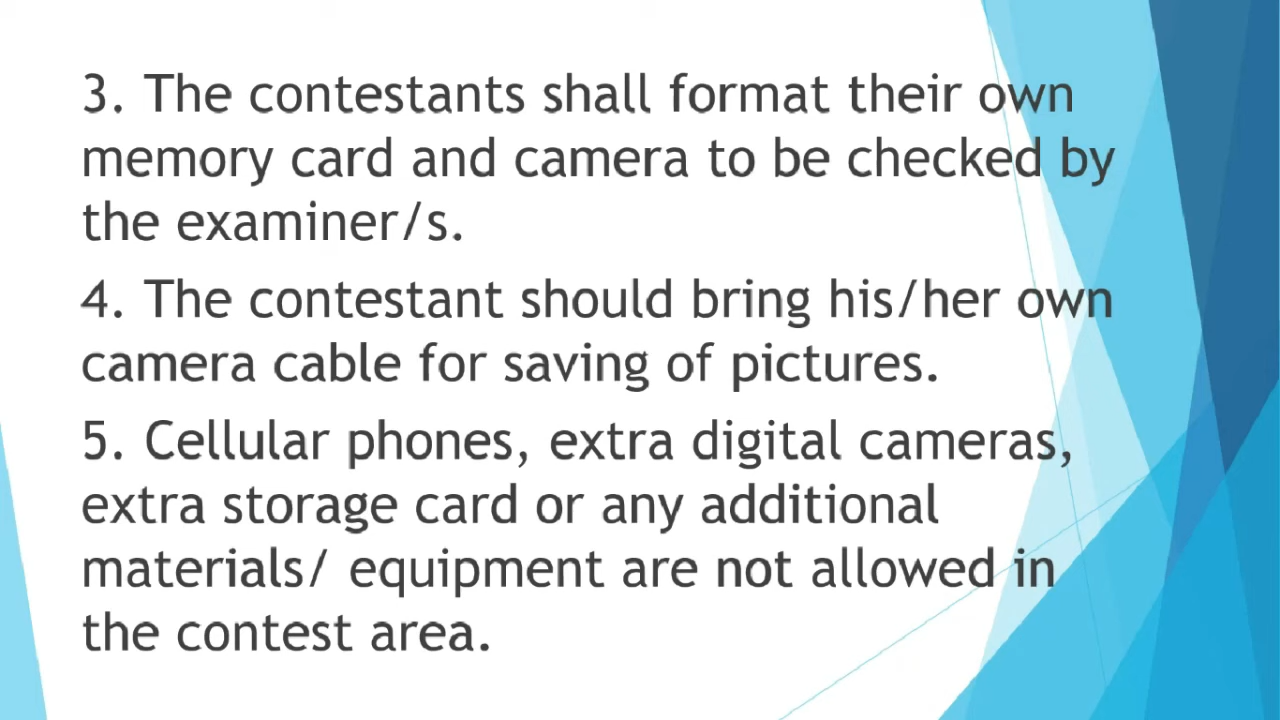 3. The contestants shall format their own
memory card and camera to be checked by
the examiner/s.
4. The contestant should bring his/her own
camera cable for saving of pictures.
5. Cellular phones, extra digital cameras,
extra storage card or any additional
materials/ equipment are not allowed in
the contest area.